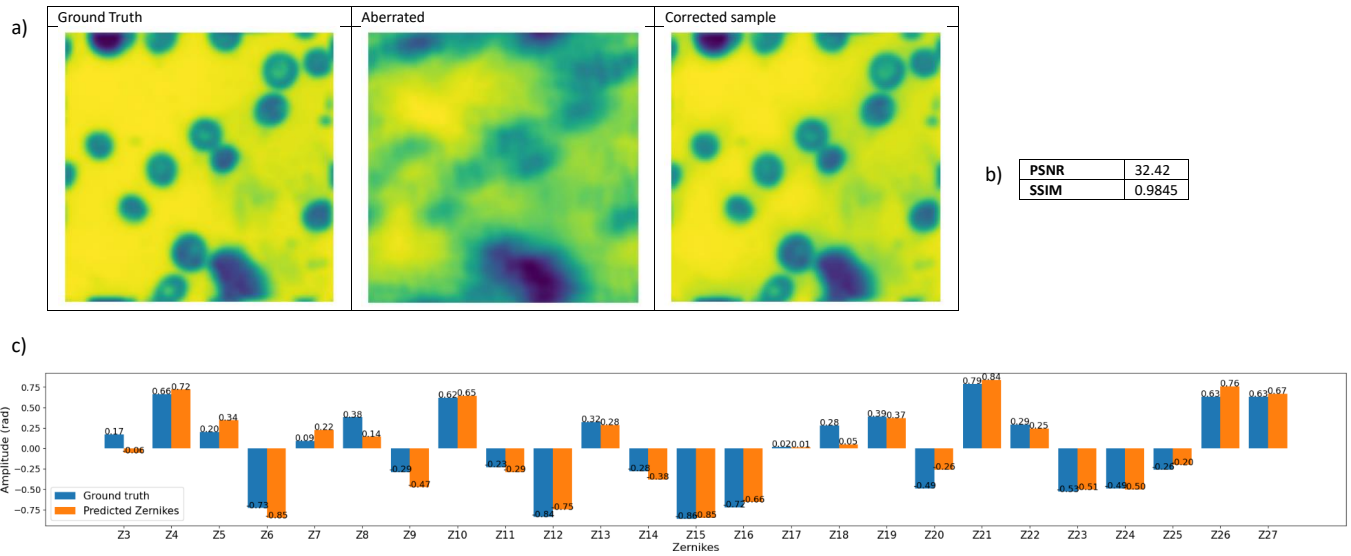 a)
Ground Truth
Aberrated
Corrected sample
b)
PSNR 32.42
SSIM 0.9845
c)
Amplitude (rad)
0.75
0.50
0.25
0.00
-0.25
-0.50
-0.75
0.17 -0.06 0.66 0.72 0.20 0.34 -0.73 -0.85 0.09 0.22 0.38 0.14 -0.29 -0.47 0.62 0.65 -0.23 -0.29 -0.84 -0.75 0.32 0.28 -0.28 -0.38 -0.86 -0.85 -0.72 -0.66 0.02 0.01 0.28 0.05 0.39 0.37 -0.49 -0.26 0.79 0.84 0.29 0.25 -0.53 -0.51 -0.49 -0.50 -0.26 -0.20 0.63 0.76 0.63 0.67
Ground truth
Predicted Zernikes
Z3 Z4 Z5 Z6 Z7 Z8 Z9 Z10 Z11 Z12 Z13 Z14 Z15 Z16 Z17 Z18 Z19 Z20 Z21 Z22 Z23 Z24 Z25 Z26 Z27
Zernikes